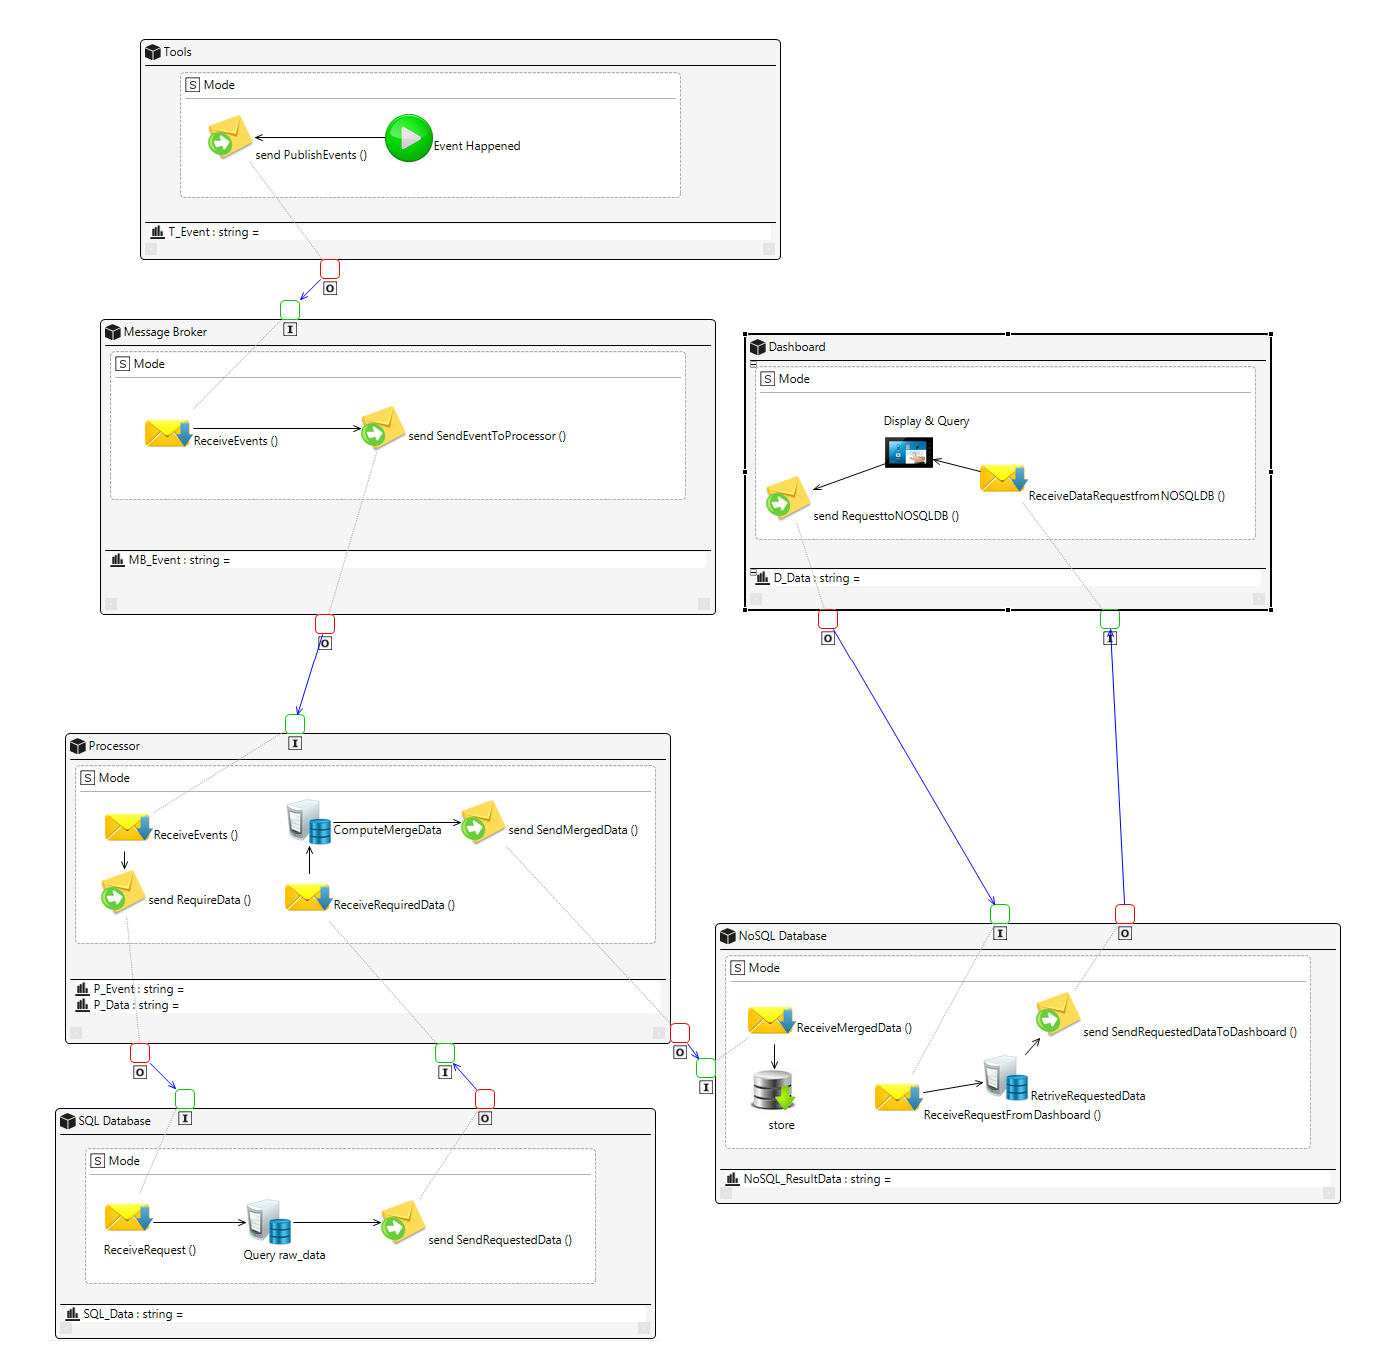 Tools
S Mode
send PublishEvents ()
Event Happened
T_Event : string =
O
I
Message Broker
S Mode
ReceiveEvents ()
send SendEventToProcessor ()
MB_Event : string =
O
Dashboard
S Mode
Display & Query
ReceiveDataRequestfromNOSQLDB ()
send RequesttoNOSQLDB ()
D_Data : string =
O
I
I
Processor
S Mode
ReceiveEvents ()
ComputeMergeData
send SendMergedData ()
send RequireData ()
ReceiveRequiredData ()
P_Event : string =
P_Data : string =
O
I
O
I
I
O
NoSQL Database
S Mode
ReceiveMergedData ()
send SendRequestedDataToDashboard ()
RetriveRequestedData
ReceiveRequestFromDashboard ()
store
NoSQL_ResultData : string =
I
O
SQL Database
S Mode
ReceiveRequest ()
Query raw_data
send SendRequestedData ()
SQL_Data : string =